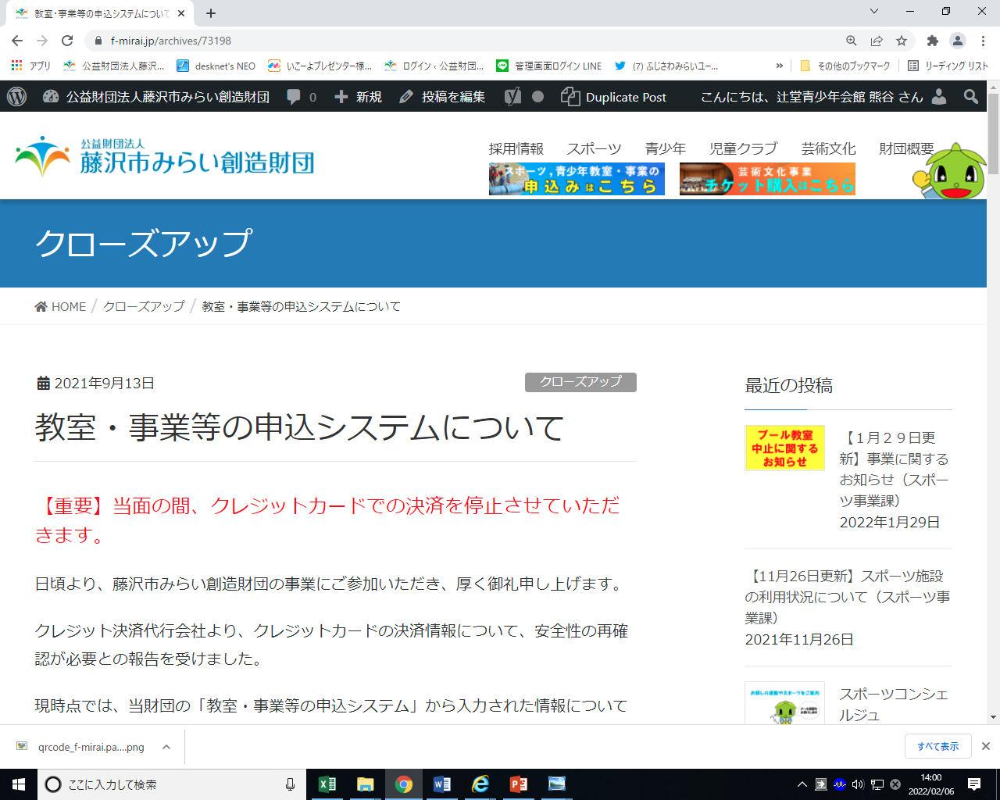 教室・事業等の申込システムについて
f-mirai.jp/archives/73198
アプリ
公益財団法人藤沢...
desknet's NEO
いこーよプレゼンター様...
ログイン ‹ 公益財団...
管理画面ログイン LINE
(7) ふじさわみらいユー...
»
その他のブックマーク
リーディング リスト
公益財団法人藤沢市みらい創造財団
0
新規
投稿を編集
Duplicate Post
こんにちは、辻堂青少年会館 熊谷 さん
公益財団法人
藤沢市みらい創造財団
採用情報
スポーツ
青少年
児童クラブ
芸術文化
財団概要
スポーツ,青少年教室・事業の
申込みはこちら
芸術文化事業
チケット購入はこちら
クローズアップ
HOME / クローズアップ / 教室・事業等の申込システムについて
2021年9月13日
クローズアップ
教室・事業等の申込システムについて
【重要】当面の間、クレジットカードでの決済を停止させていただ
きます。
日頃より、藤沢市みらい創造財団の事業にご参加いただき、厚く御礼申し上げます。
クレジット決済代行会社より、クレジットカードの決済情報について、安全性の再確
認が必要との報告を受けました。
現時点では、当財団の「教室・事業等の申込システム」から入力された情報について
最近の投稿
プール教室
中止に関する
お知らせ
【１月２９日更
新】事業に関する
お知らせ（スポー
ツ事業課）
2022年1月29日
【11月26日更新】スポーツ施設
の利用状況について（スポーツ事
業課）
2021年11月26日
お探しの運動やスポーツをご案内
スポーツコンシェ
ルジュ
qrcode_f-mirai.pa....png
すべて表示
ここに入力して検索
14:00
2022/02/06